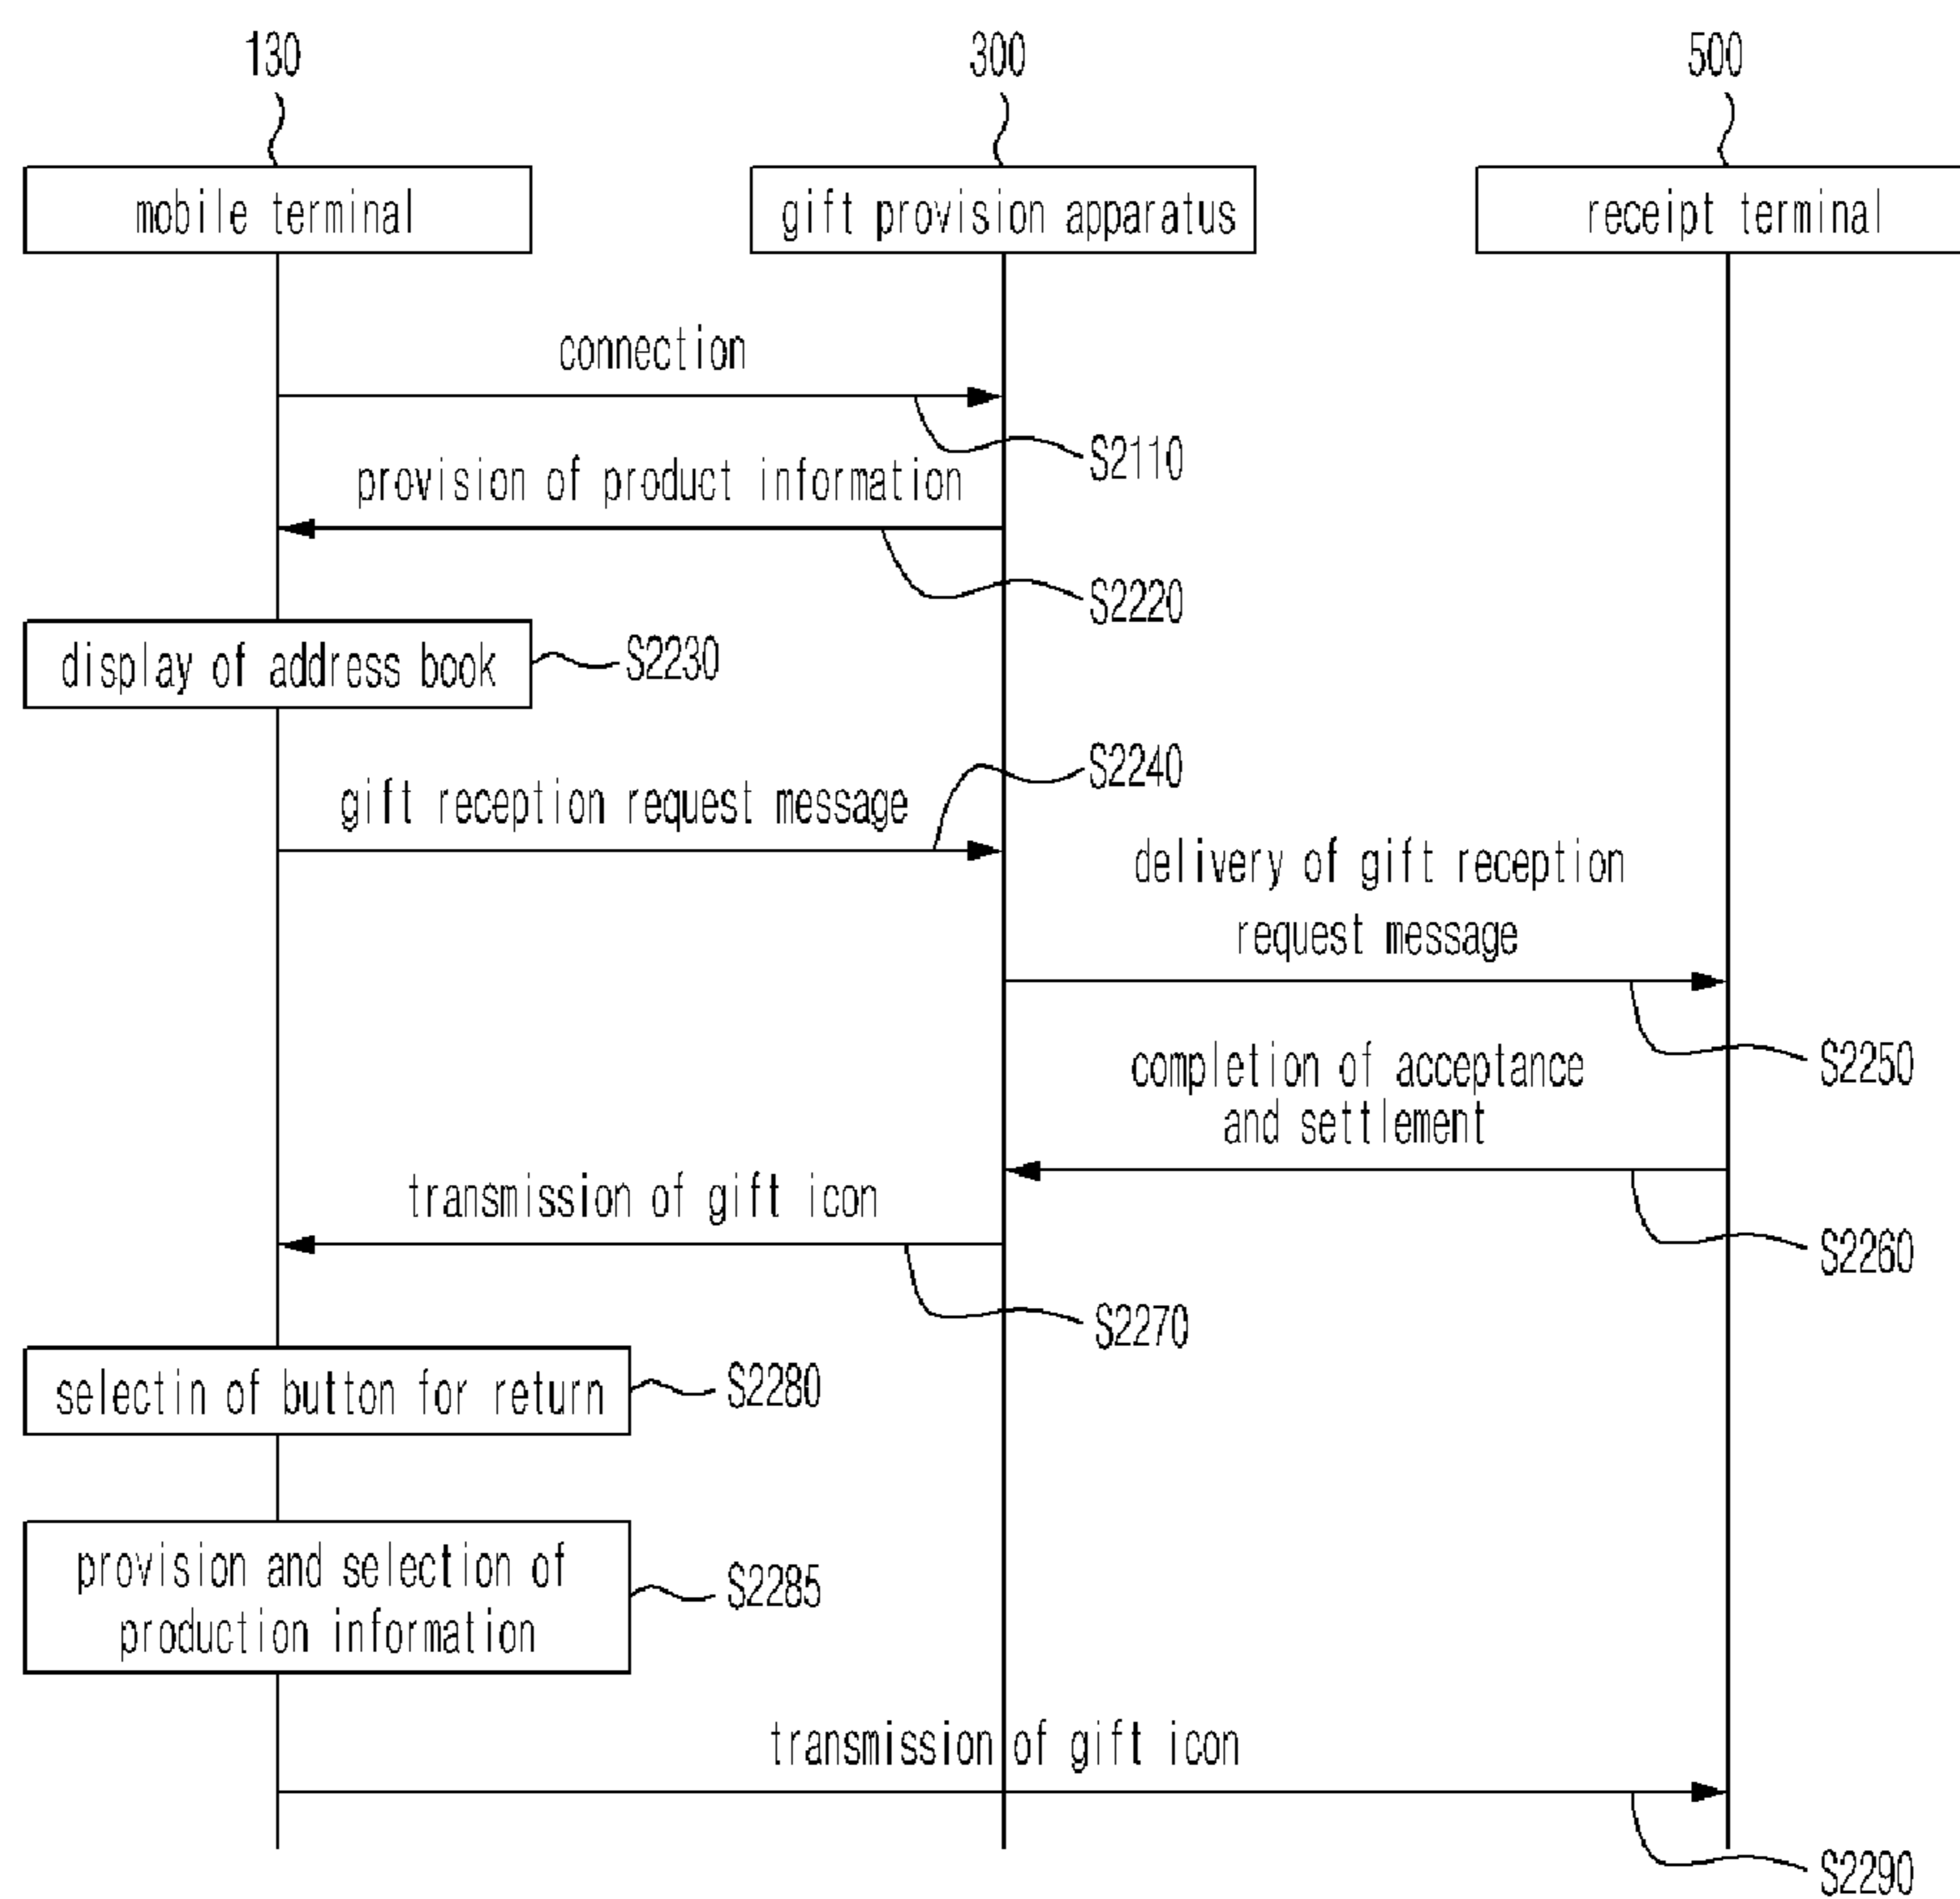 130
300
500
mobile terminal
gift provision apparatus
receipt terminal
connection
S2110
provision of product information
S2220
display of address book
S2230
gift reception request message
S2240
delivery of gift reception
request message
S2250
completion of acceptance
and settlement
S2260
transmission of gift icon
S2270
selectin of button for return
S2280
provision and selection of
production information
S2285
transmission of gift icon
S2290